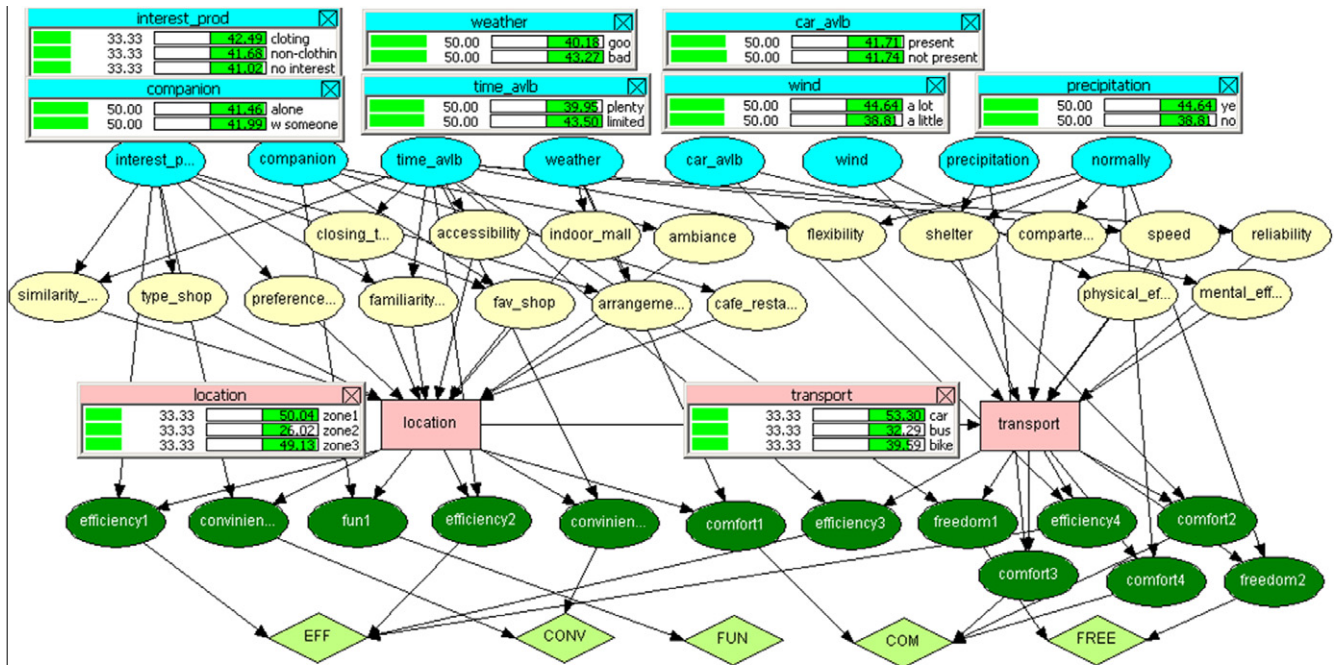 interest_prod
33.33 42.49 cloting
33.33 41.68 non-clothin
33.33 41.02 no interest
weather
50.00 40.18 goo
50.00 43.27 bad
car_avlb
50.00 41.71 present
50.00 41.74 not present
companion
50.00 41.46 alone
50.00 41.99 w someone
time_avlb
50.00 39.95 plenty
50.00 43.50 limited
wind
50.00 44.64 a lot
50.00 38.81 a little
precipitation
50.00 44.64 ye
50.00 38.81 no
interest_p...
companion
time_avlb
weather
car_avlb
wind
precipitation
normally
closing_t...
accessibility
indoor_mall
ambiance
flexibility
shelter
comparte...
speed
reliability
similarity_...
type_shop
preference...
familiarity...
fav_shop
arrangeme...
cafe_resta...
physical_ef...
mental_eff...
location
33.33 50.04 zone1
33.33 26.02 zone2
33.33 49.13 zone3
location
transport
33.33 53.30 car
33.33 32.29 bus
33.33 39.59 bike
transport
efficiency1
convinien...
fun1
efficiency2
convinien...
comfort1
efficiency3
freedom1
efficiency4
comfort2
comfort3
comfort4
freedom2
EFF
CONV
FUN
COM
FREE